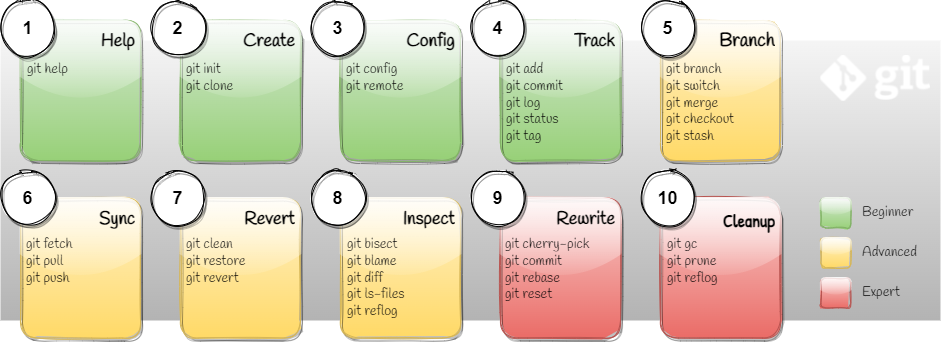 1
Help
git help
2
Create
git init
git clone
3
Config
git config
git remote
4
Track
git add
git commit
git log
git status
git tag
5
Branch
git branch
git switch
git merge
git checkout
git stash
git
6
Sync
git fetch
git pull
git push
7
Revert
git clean
git restore
git revert
8
Inspect
git bisect
git blame
git diff
git ls-files
git reflog
9
Rewrite
git cherry-pick
git commit
git rebase
git reset
10
Cleanup
git gc
git prune
git reflog
Beginner
Advanced
Expert